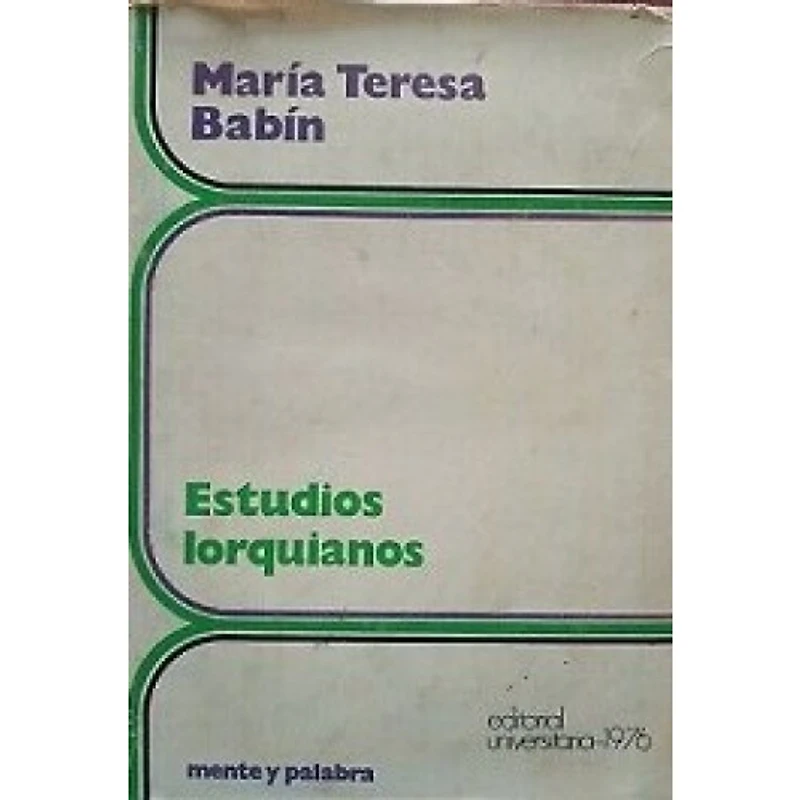 María Teresa
Babín
Estudios
lorquianos
editorial
universitaria-1976
mente y palabra